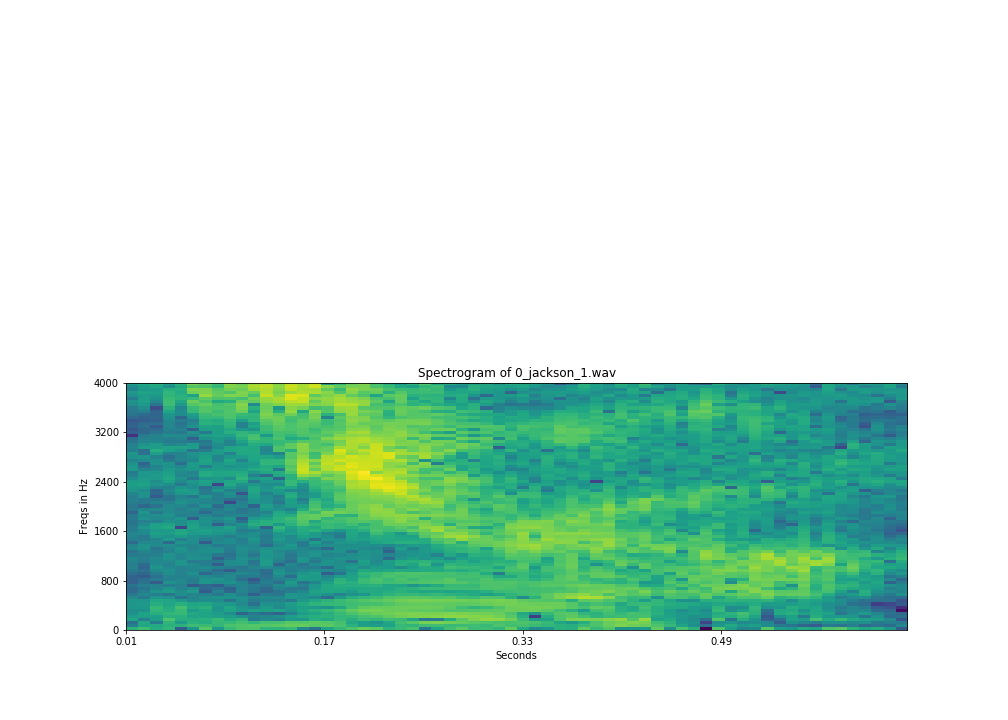 Spectrogram of 0_jackson_1.wav
4000
3200
2400
1600
800
0
Freqs in Hz
0.01 0.17 0.33 0.49
Seconds